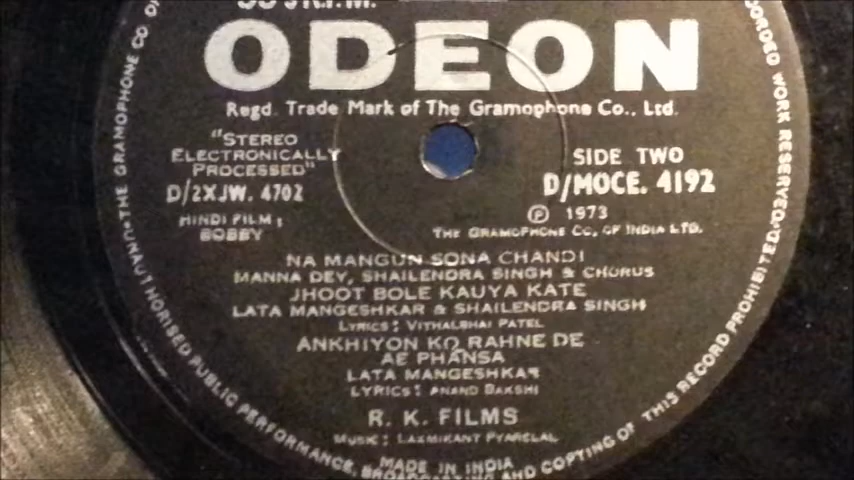 R.P.M.
ODEON
Regd. Trade Mark of The Gramophone Co., Ltd.
"STEREO
ELECTRONICALLY
PROCESSED"
D/2XJW. 4702
HINDI FILM:
BOBBY
SIDE TWO
D/MOCE. 4192
Ⓟ 1973
THE GRAMOPHONE CO. OF INDIA LTD.
NA MANGUN SONA CHANDI
MANNA DEY, SHAILENDRA SINGH & CHORUS
JHOOT BOLE KAUYA KATE
LATA MANGESHKAR & SHAILENDRA SINGH
LYRICS: VITHALBHAI PATEL
ANKHIYON KO RAHNE DE
AE PHANSA
LATA MANGESHKAR
LYRICS: ANAND BAKSHI
R. K. FILMS
MUSIC: LAXMIKANT PYARELAL
MADE IN INDIA
THE GRAMOPHONE CO
RECORDED WORK RESERVED. UNAUTHORISED PUBLIC PERFORMANCE, BROADCASTING AND COPYING OF THIS RECORD PROHIBITED.